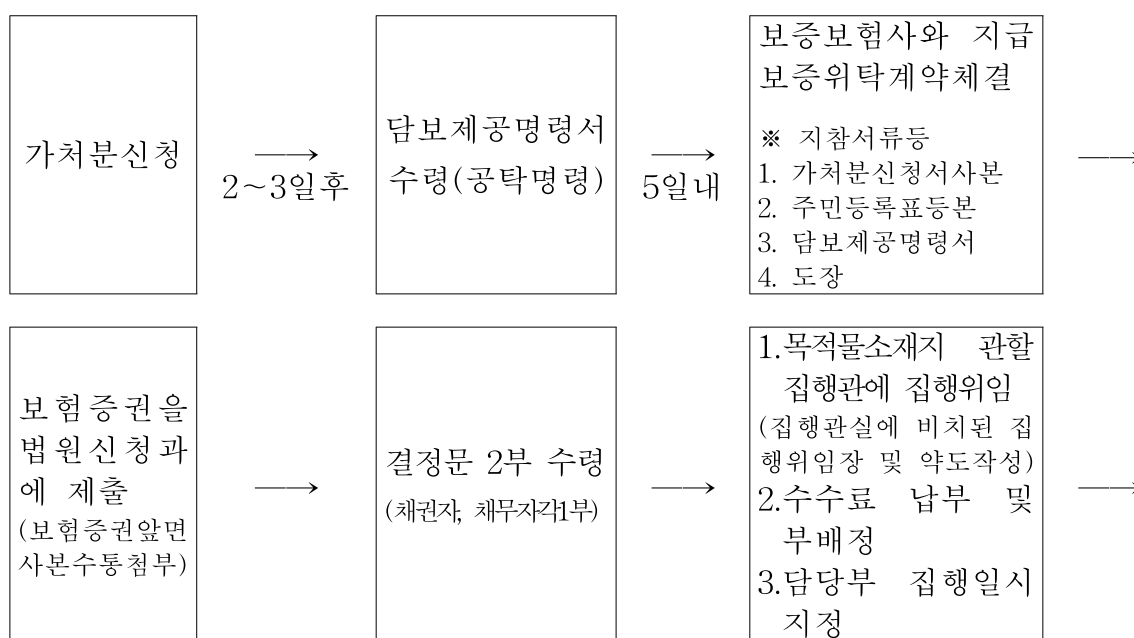 가처분신청
⟶
2~3일후
담보제공명령서
수령(공탁명령)
⟶
5일내
보증보험사와 지급
보증위탁계약체결
※ 지참서류등
1. 가처분신청서사본
2. 주민등록표등본
3. 담보제공명령서
4. 도장
⟶
보험증권을
법원신청과
에 제출
(보험증권앞면
사본수통첨부)
⟶
결정문 2부 수령
(채권자, 채무자각1부)
⟶
1.목적물소재지 관할
집행관에 집행위임
(집행관실에 비치된 집
행위임장 및 약도작성)
2.수수료 납부 및
부배정
3.담당부 집행일시
지정
⟶